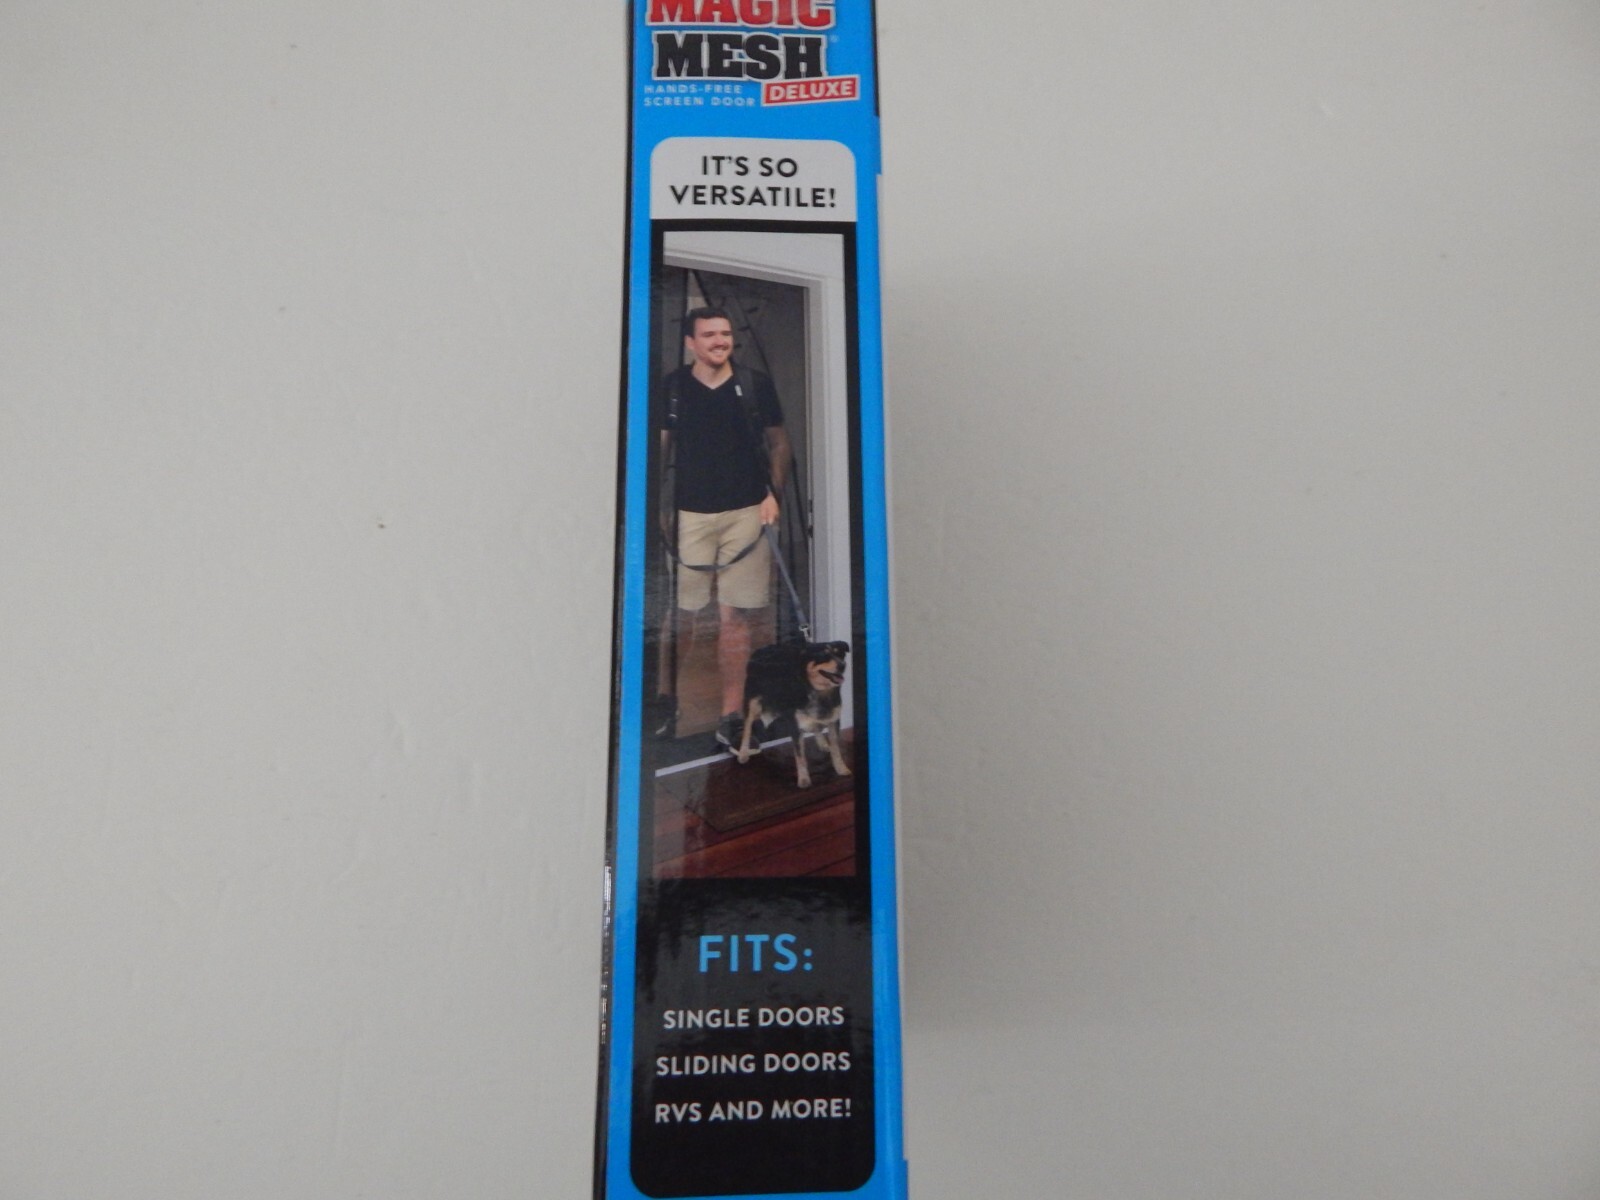 MAGIC
MESH®
HANDS-FREE
SCREEN DOOR
DELUXE
IT'S SO
VERSATILE!
FITS:
SINGLE DOORS
SLIDING DOORS
RVS AND MORE!